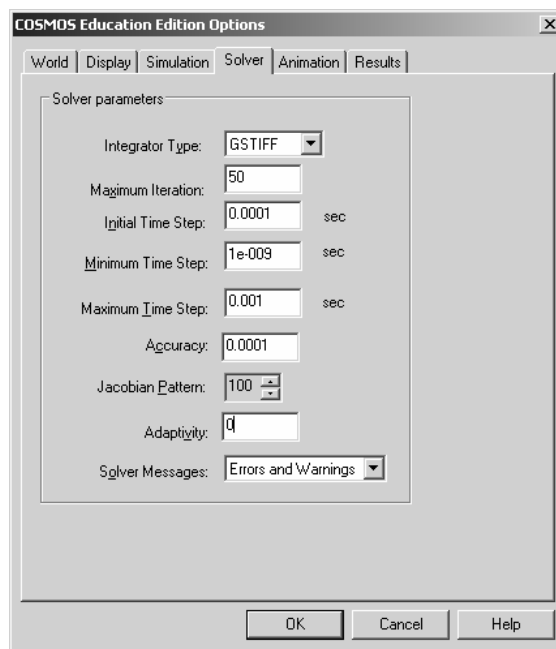 COSMOS Education Edition Options
World Display Simulation Solver Animation Results
Solver parameters
Integrator Type: GSTIFF
Maximum Iteration: 50
Initial Time Step: 0.0001 sec
Minimum Time Step: 1e-009 sec
Maximum Time Step: 0.001 sec
Accuracy: 0.0001
Jacobian Pattern: 100
Adaptivity: 0
Solver Messages: Errors and Warnings
OK Cancel Help